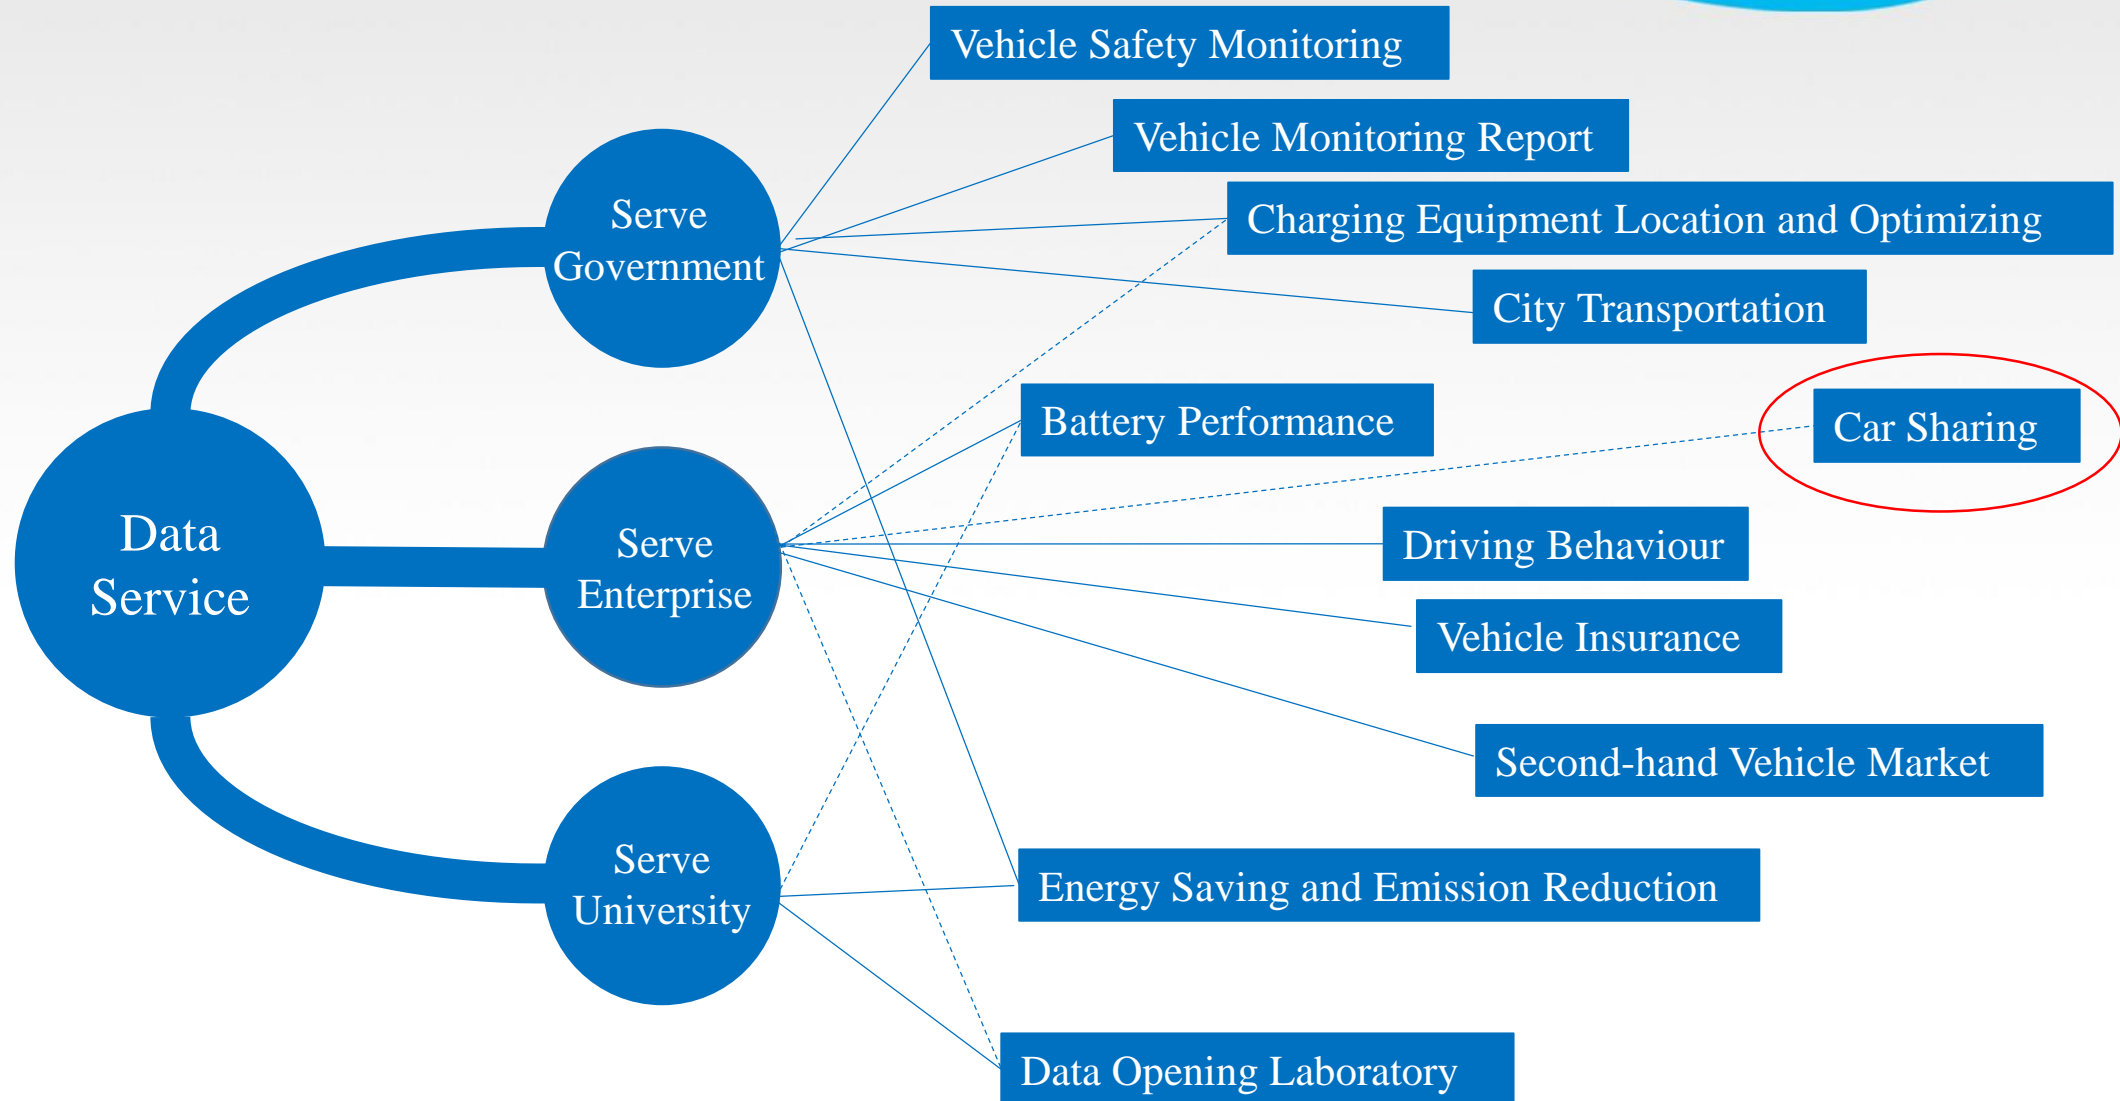 Vehicle Safety Monitoring
Vehicle Monitoring Report
Serve
Government
Charging Equipment Location and Optimizing
City Transportation
Battery Performance
Car Sharing
Data
Service
Serve
Enterprise
Driving Behaviour
Vehicle Insurance
Second-hand Vehicle Market
Serve
University
Energy Saving and Emission Reduction
Data Opening Laboratory